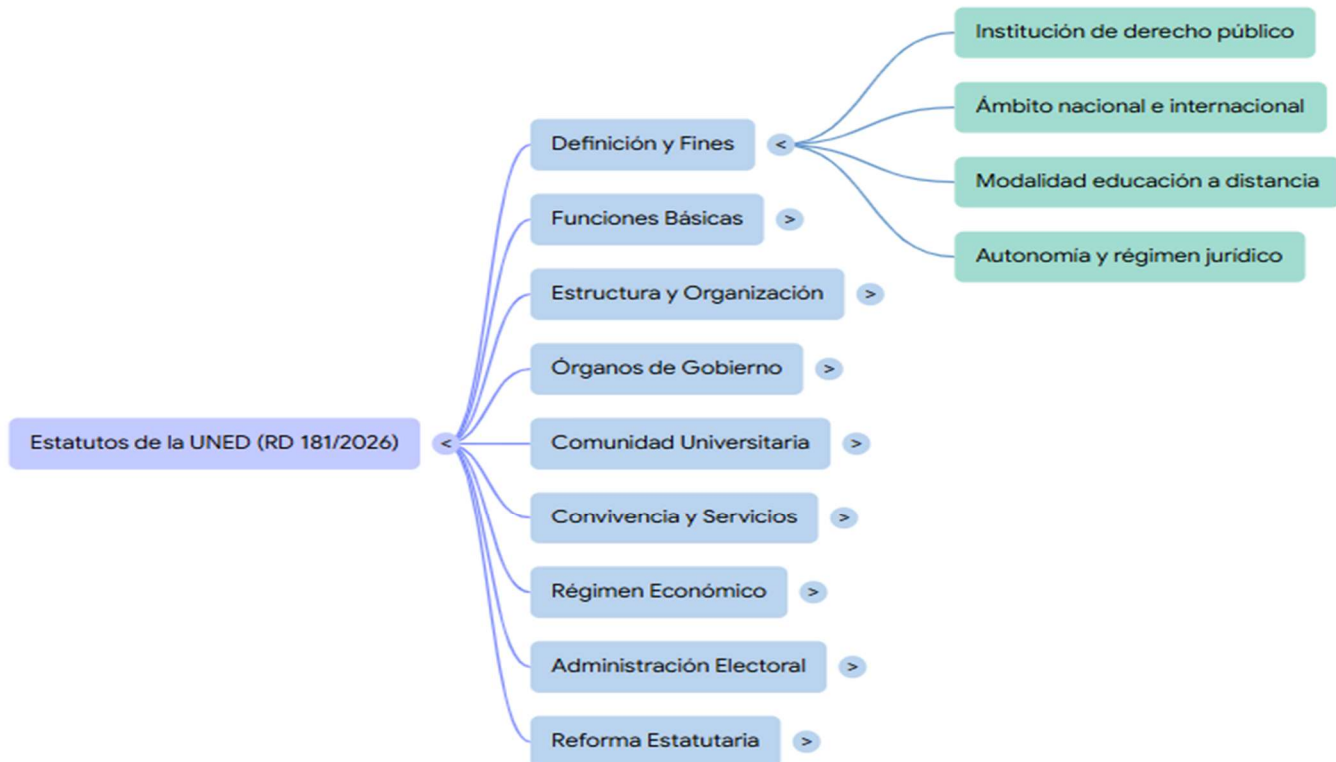 Estatutos de la UNED (RD 181/2026)
<
Definición y Fines
<
Institución de derecho público
Ámbito nacional e internacional
Modalidad educación a distancia
Autonomía y régimen jurídico
Funciones Básicas
>
Estructura y Organización
>
Órganos de Gobierno
>
Comunidad Universitaria
>
Convivencia y Servicios
>
Régimen Económico
>
Administración Electoral
>
Reforma Estatutaria
>